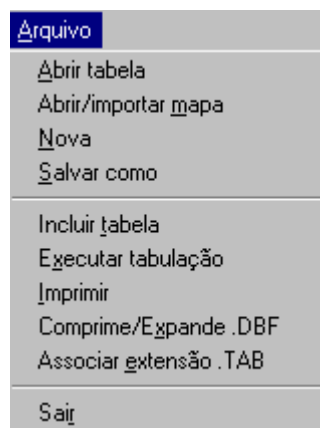 Arquivo
Abrir tabela
Abrir/importar mapa
Nova
Salvar como
Incluir tabela
Executar tabulação
Imprimir
Comprime/Expande .DBF
Associar extensão .TAB
Sair